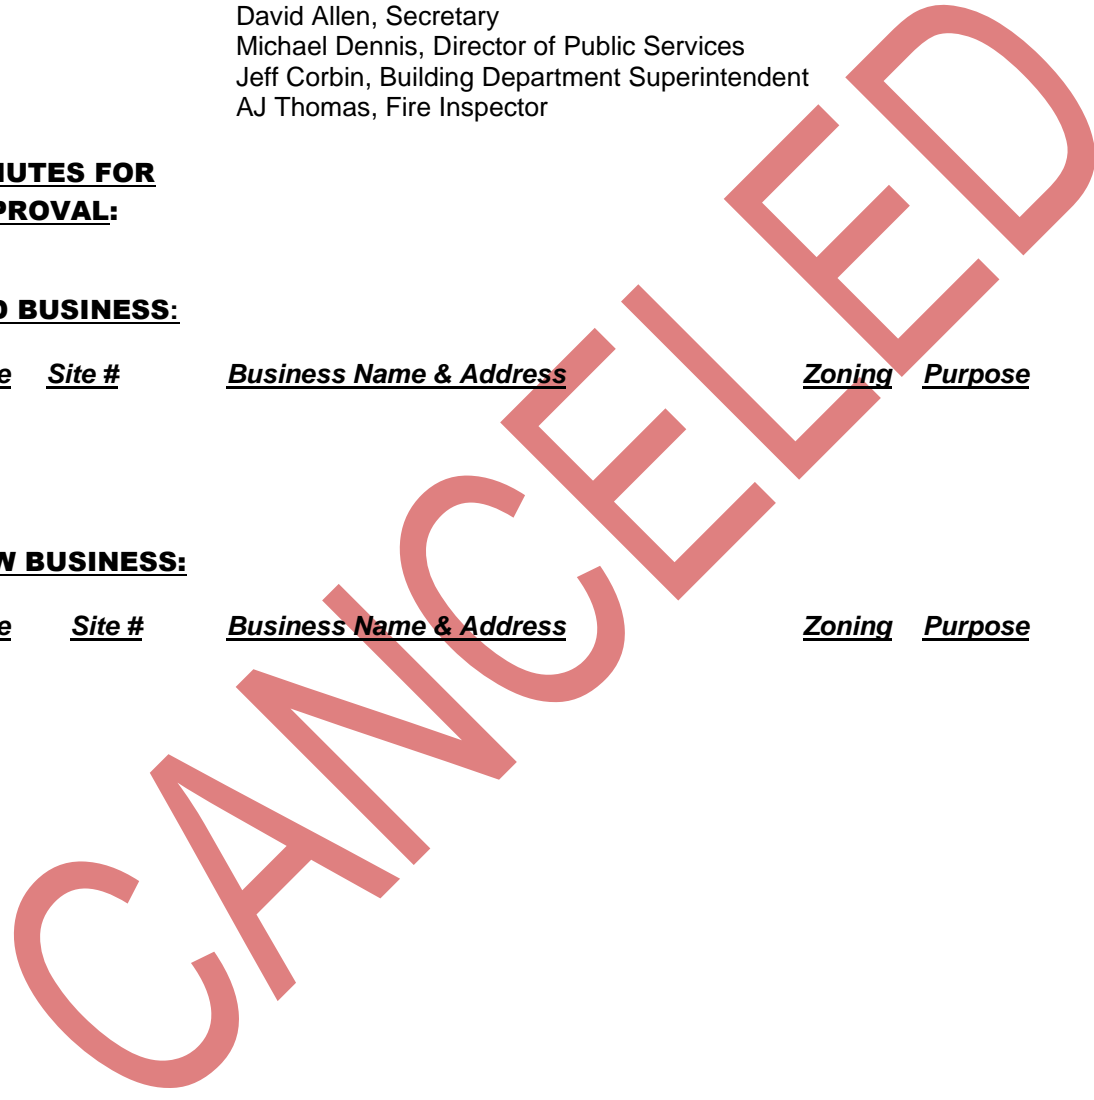 David Allen, Secretary
Michael Dennis, Director of Public Services
Jeff Corbin, Building Department Superintendent
AJ Thomas, Fire Inspector
NUTES FOR
PROVAL:
BUSINESS:
e Site # Business Name & Address Zoning Purpose
W BUSINESS:
e Site # Business Name & Address Zoning Purpose
CANCELED